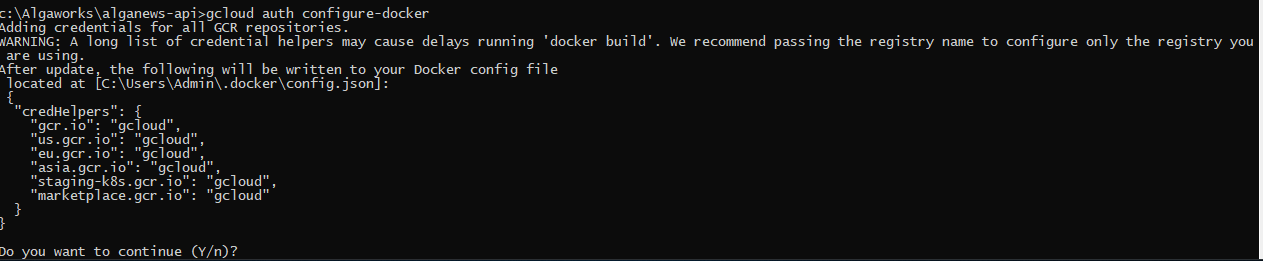 c:\Algaworks\alganews-api>gcloud auth configure-docker
Adding credentials for all GCR repositories.
WARNING: A long list of credential helpers may cause delays running 'docker build'. We recommend passing the registry name to configure only the registry you
are using.
After update, the following will be written to your Docker config file
located at [C:\Users\Admin\.docker\config.json]:
{
"credHelpers": {
"gcr.io": "gcloud",
"us.gcr.io": "gcloud",
"eu.gcr.io": "gcloud",
"asia.gcr.io": "gcloud",
"staging-k8s.gcr.io": "gcloud",
"marketplace.gcr.io": "gcloud"
}
}
Do you want to continue (Y/n)?